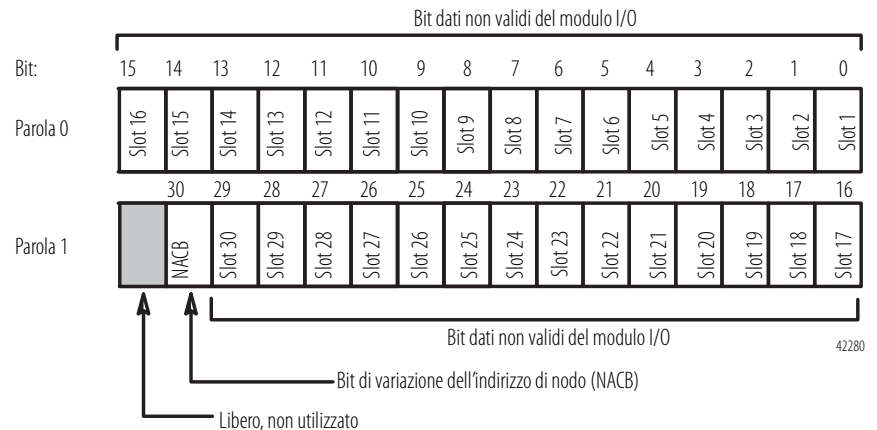 Bit dati non validi del modulo I/O
Bit: 15 14 13 12 11 10 9 8 7 6 5 4 3 2 1 0
Parola 0 Slot 16 Slot 15 Slot 14 Slot 13 Slot 12 Slot 11 Slot 10 Slot 9 Slot 8 Slot 7 Slot 6 Slot 5 Slot 4 Slot 3 Slot 2 Slot 1
30 29 28 27 26 25 24 23 22 21 20 19 18 17 16
Parola 1 NACB Slot 30 Slot 29 Slot 28 Slot 27 Slot 26 Slot 25 Slot 24 Slot 23 Slot 22 Slot 21 Slot 20 Slot 19 Slot 18 Slot 17
Bit dati non validi del modulo I/O
42280
Bit di variazione dell'indirizzo di nodo (NACB)
Libero, non utilizzato